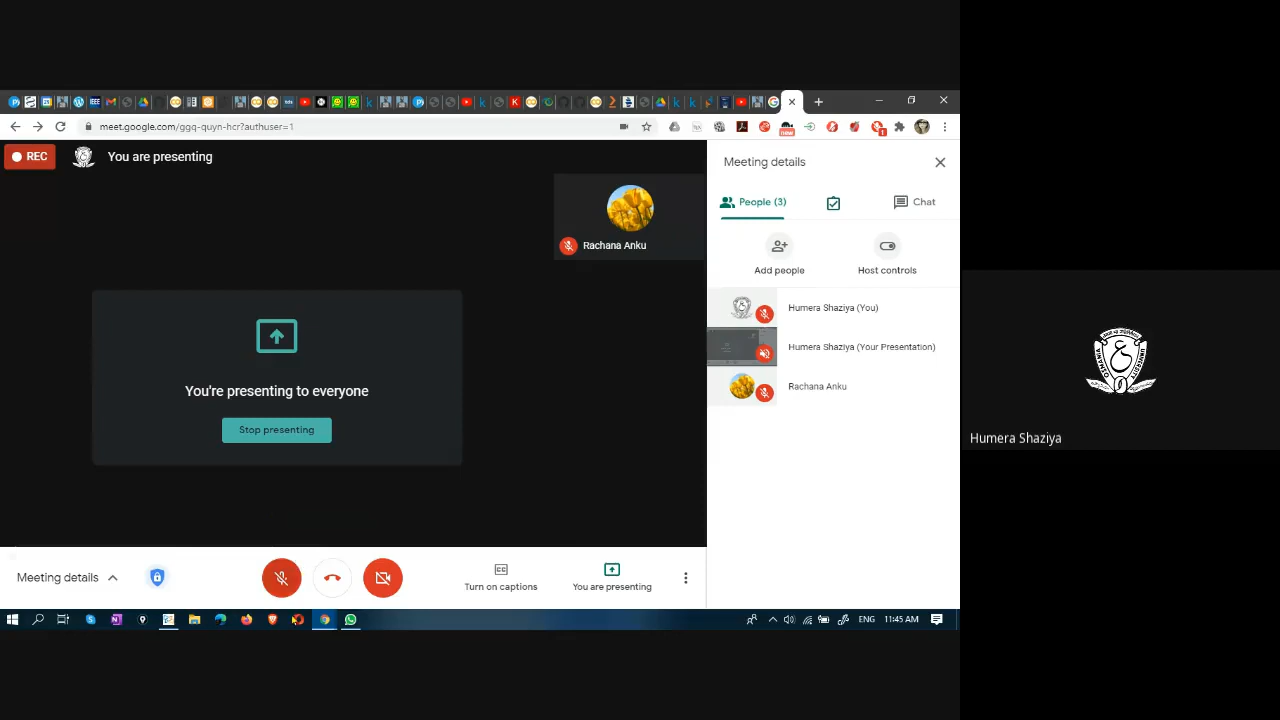 meet.google.com/ggq-quyn-hcr?authuser=1
REC
You are presenting
Meeting details
People (3)
Chat
Rachana Anku
Add people
Host controls
Humera Shaziya (You)
Humera Shaziya (Your Presentation)
Rachana Anku
You're presenting to everyone
Stop presenting
Humera Shaziya
Meeting details
Turn on captions
You are presenting
ENG
11:45 AM